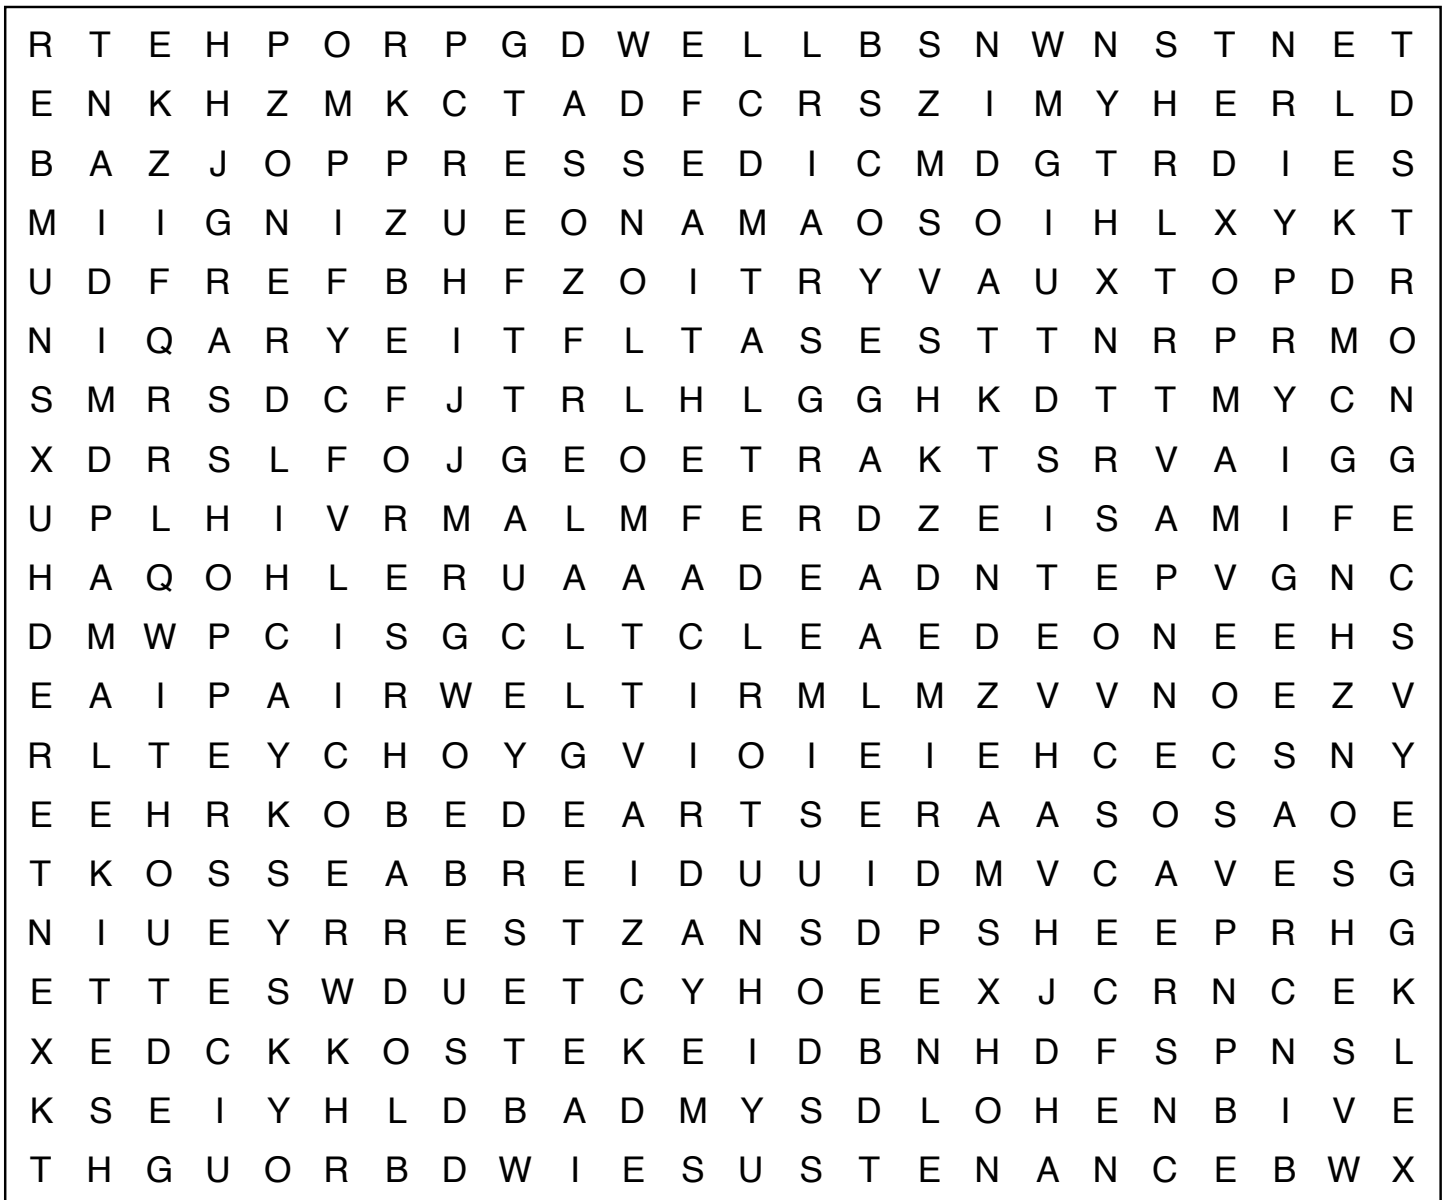 R T E H P O R P G D W E L L B S N W N S T N E T
E N K H Z M K C T A D F C R S Z I M Y H E R L D
B A Z J O P P R E S S E D I C M D G T R D I E S
M I I G N I Z U E O N A M A O S O I H L X Y K T
U D F R E F B H F Z O I T R Y V A U X T O P D R
N I Q A R Y E I T F L T A S E S T T N R P R M O
S M R S D C F J T R L H L G G H K D T T M Y C N
X D R S L F O J G E O E T R A K T S R V A I G G
U P L H I V R M A L M F E R D Z E I S A M I F E
H A Q O H L E R U A A A D E A D N T E P V G N C
D M W P C I S G C L T C L E A E D E O N E E H S
E A I P A I R W E L T I R M L M Z V V N O E Z V
R L T E Y C H O Y G V I O I E I E H C E C S N Y
E E H R K O B E D E A R T S E R A A S O S A O E
T K O S S E A B R E I D U U I D M V C A V E S G
N I U E Y R R E S T Z A N S D P S H E E P R H G
E T T E S W D U E T C Y H O E E X J C R N C E K
X E D C K K O S T E K E I D B N H D F S P N S L
K S E I Y H L D B A D M Y S D L O H E N B I V E
T H G U O R B D W I E S U S T E N A N C E B W X